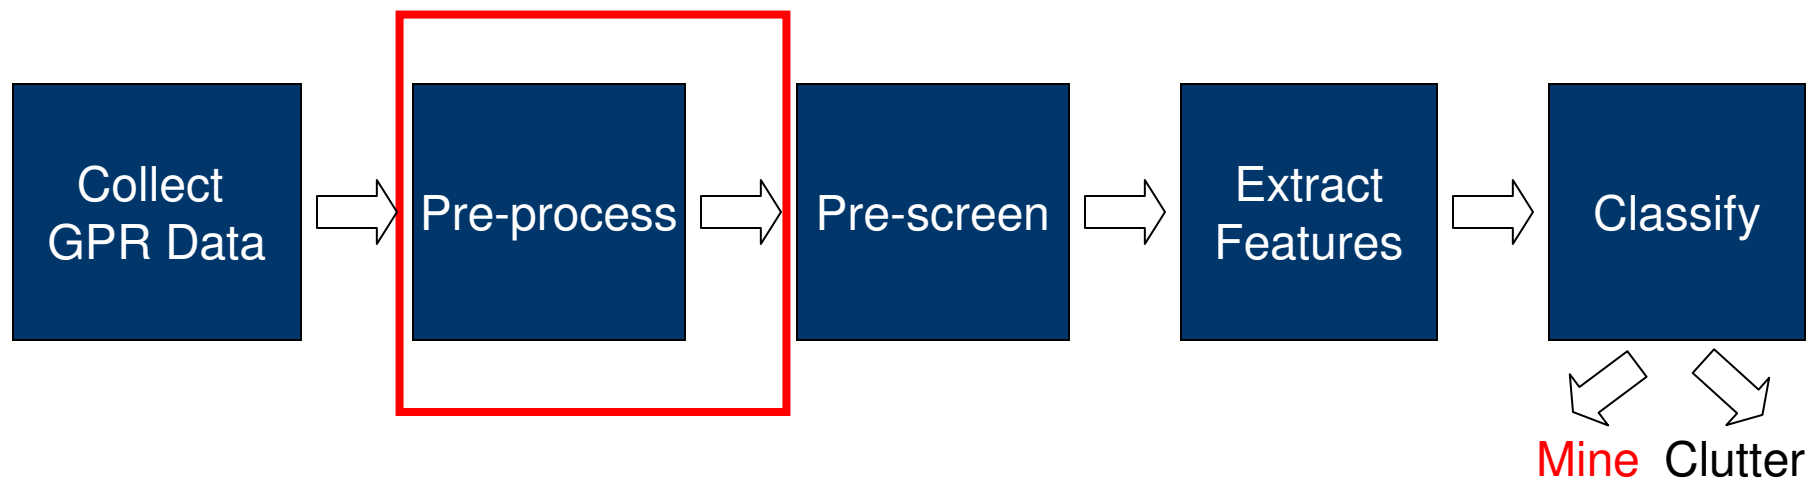 Collect
GPR Data
Pre-process
Pre-screen
Extract
Features
Classify
Mine
Clutter